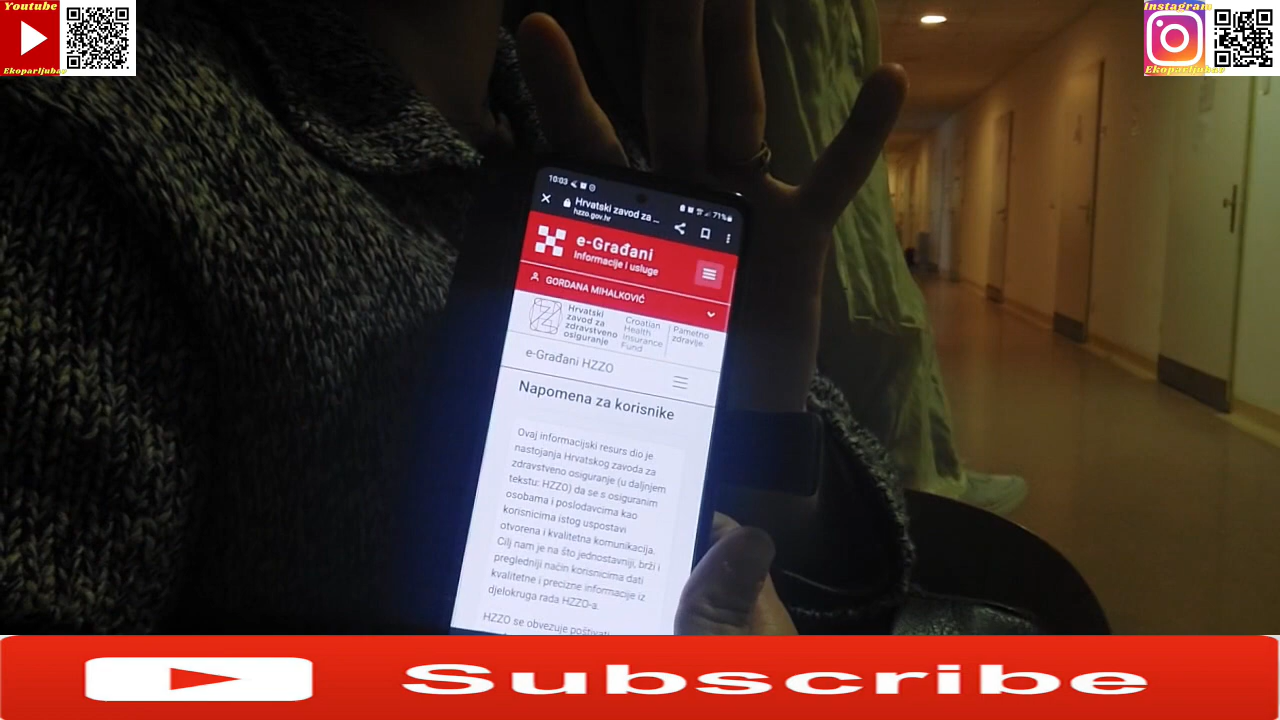 Youtube
Ekoparljuhav
Instagram
Ekoparljuhav
10:03
71%
Hrvatski zavod za ...
hzzo.gov.hr
e-Građani
Informacije i usluge
GORDANA MIHALKOVIĆ
Hrvatski
zavod za
zdravstveno
osiguranje
Croatian
Health
Insurance
Fund
Pametno
zdravije.
e-Građani HZZO
Napomena za korisnike
Ovaj informacijski resurs dio je
nastojanja Hrvatskog zavoda za
zdravstveno osiguranje (u daljnjem
tekstu: HZZO) da se s osiguranim
osobama i poslodavcima kao
korisnicima istog uspostavi
otvorena i kvalitetna komunikacija.
Cilj nam je na što jednostavniji, brži i
pregledniji način korisnicima dati
kvalitetne i precizne informacije iz
djelokruga rada HZZO-a.
HZZO se obvezuje poštivati
Subscribe